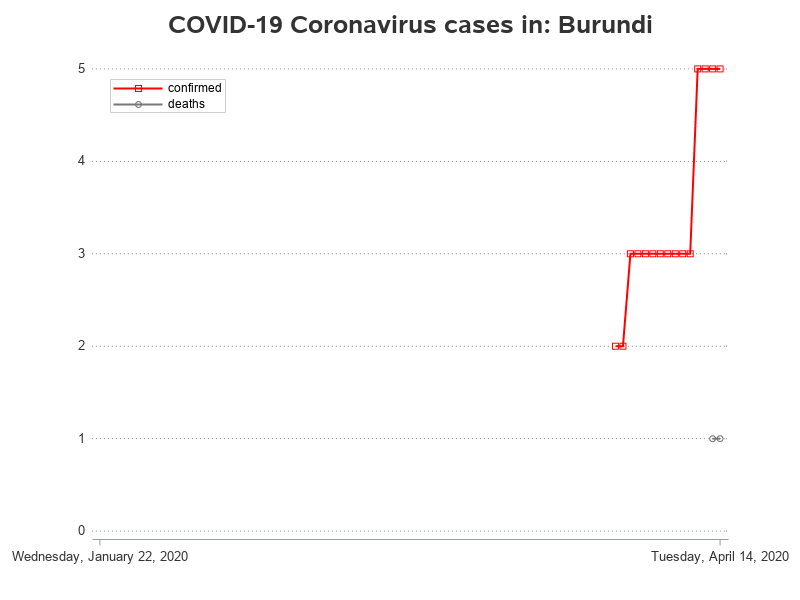 COVID-19 Coronavirus cases in: Burundi
5
confirmed
deaths
4
3
2
1
0
Wednesday, January 22, 2020
Tuesday, April 14, 2020